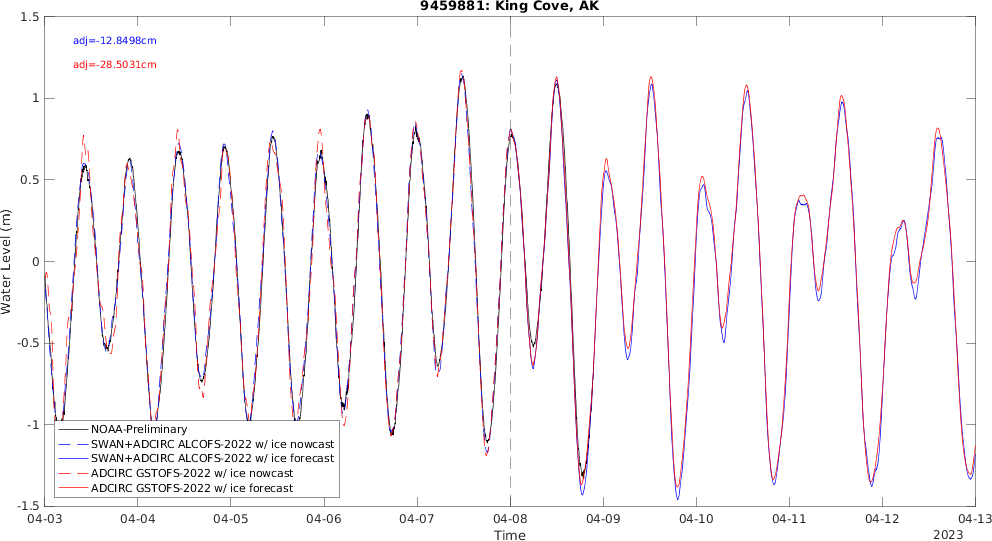 9459881: King Cove, AK
adj=-12.8498cm
adj=-28.5031cm
Water Level (m)
1.5
1
0.5
0
-0.5
-1
-1.5
NOAA-Preliminary
SWAN+ADCIRC ALCOFS-2022 w/ ice nowcast
SWAN+ADCIRC ALCOFS-2022 w/ ice forecast
ADCIRC GSTOFS-2022 w/ ice nowcast
ADCIRC GSTOFS-2022 w/ ice forecast
04-03 04-04 04-05 04-06 04-07 04-08 04-09 04-10 04-11 04-12 04-13
Time
2023